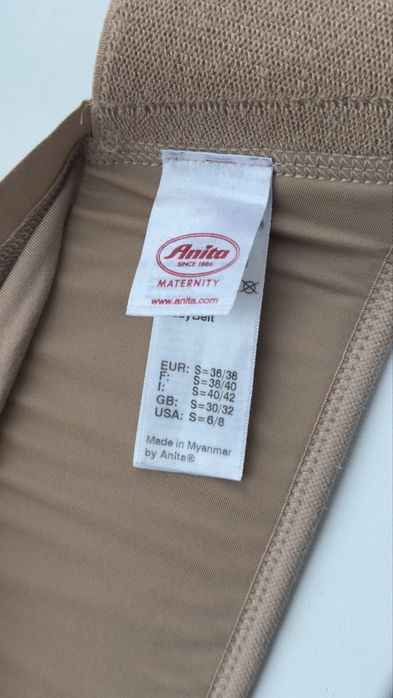 Anita
SINCE 1886
MATERNITY
www.anita.com
EUR: S=36/38
F: S=38/40
I: S=40/42
GB: S=30/32
USA: S=6/8
Made in Myanmar
by Anita®